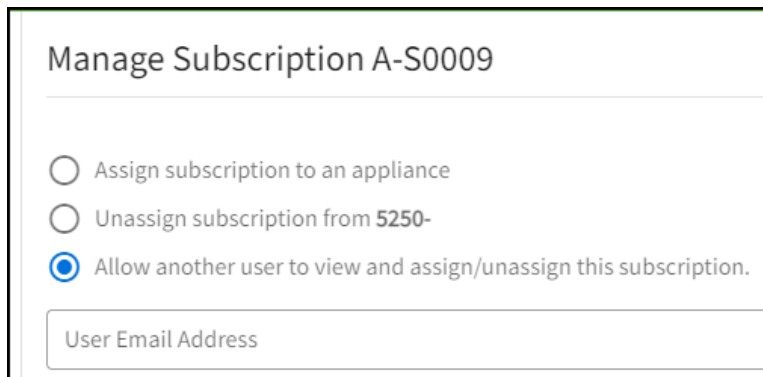 Manage Subscription A-S0009
Assign subscription to an appliance
Unassign subscription from 5250-
Allow another user to view and assign/unassign this subscription.
User Email Address